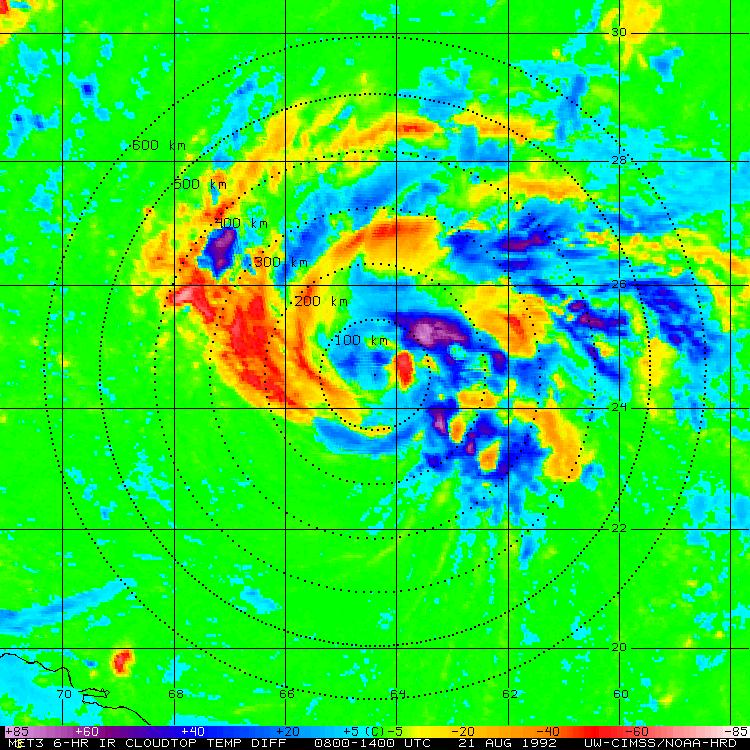 30
600 km
28
500 km
400 km
300 km
26
200 km
100 km
24
22
20
70 68 66 64 62 60
+85 +60 +40 +20 +5 (C) -5 -20 -40 -60 -85
MET3 6-HR IR CLOUDTOP TEMP DIFF 0800-1400 UTC 21 AUG 1992 UW-CIMSS/NOAA-HRD